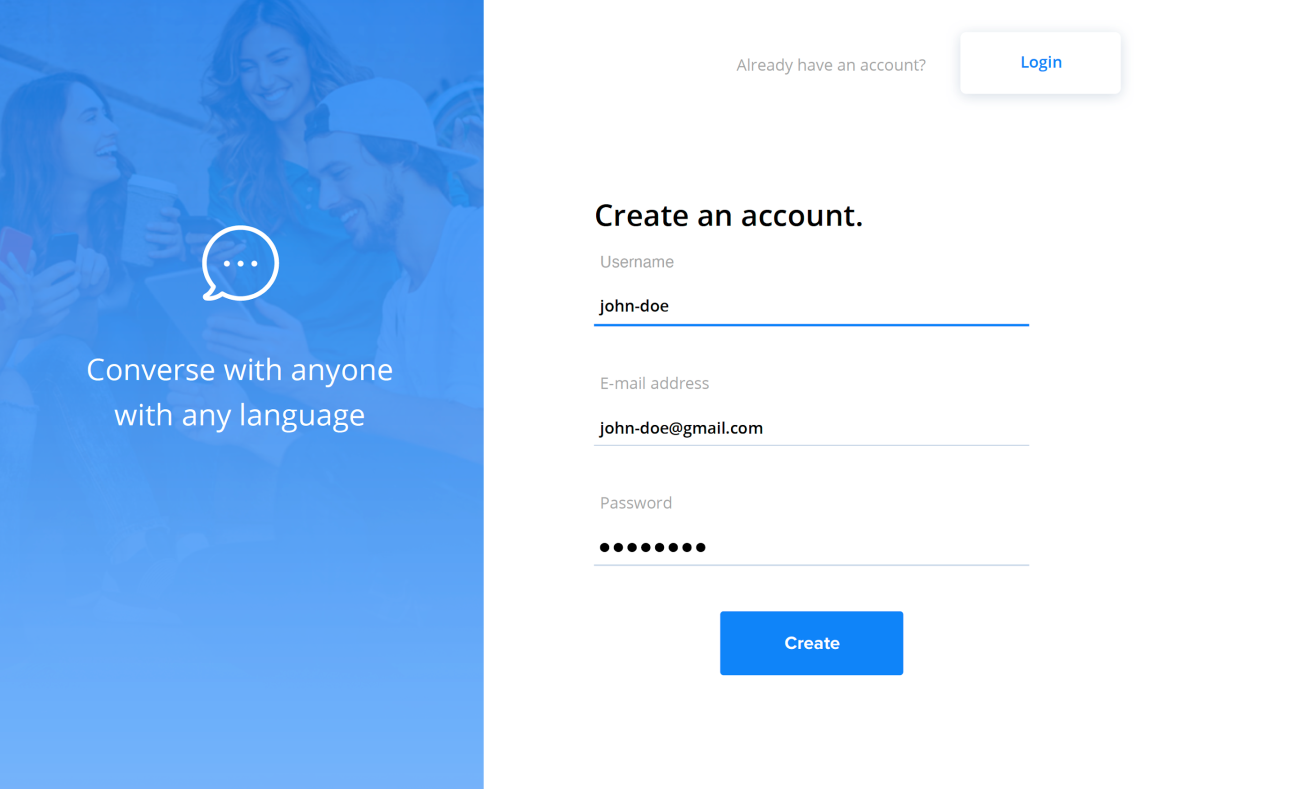 Already have an account?
Login
Converse with anyone
with any language
Create an account.
Username
john-doe
E-mail address
john-doe@gmail.com
Password
Create